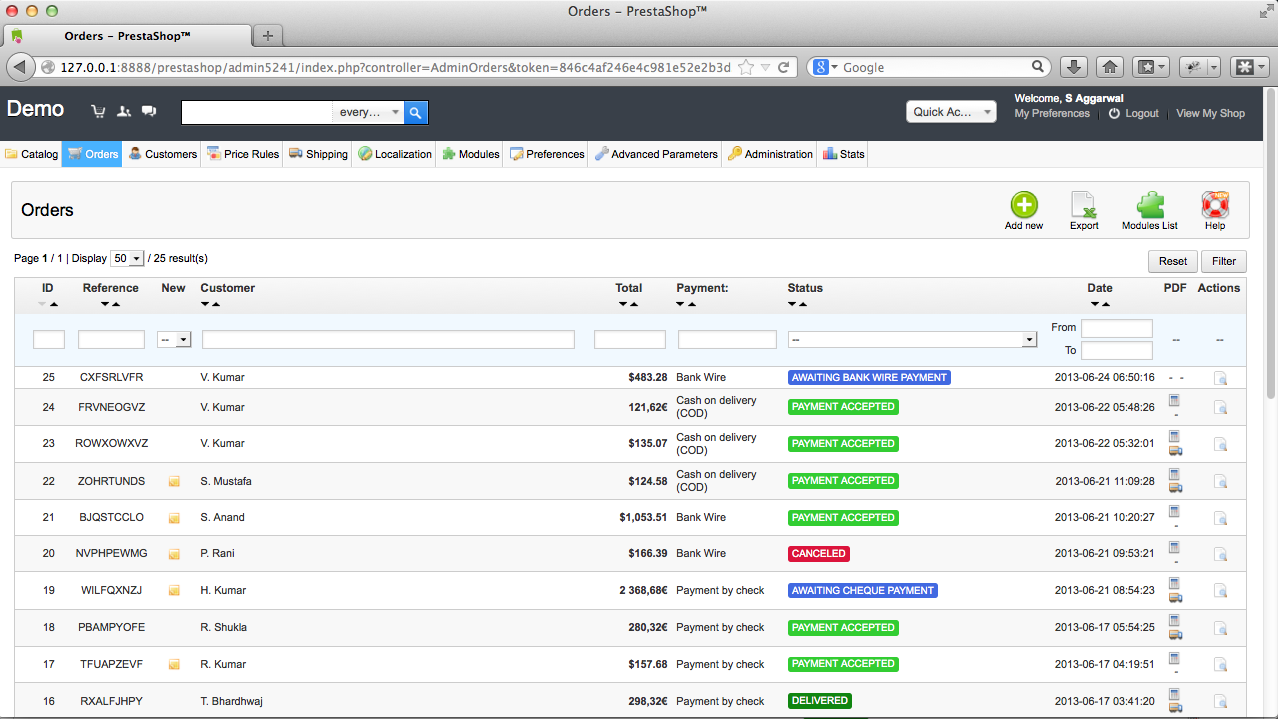 Orders – PrestaShop™
Orders – PrestaShop™
127.0.0.1:8888/prestashop/admin5241/index.php?controller=AdminOrders&token=846c4af246e4c981e52e2b3d
Google
Demo
every...
Quick Ac...
Welcome, S Aggarwal
My Preferences | Logout | View My Shop
Catalog Orders Customers Price Rules Shipping Localization Modules Preferences Advanced Parameters Administration Stats
Orders
Add new Export Modules List Help
NEW
Page 1 / 1 | Display 50 / 25 result(s)
Reset Filter
ID Reference New Customer Total Payment: Status Date PDF Actions
From
-- -- -- --
To
25 CXFSRLVFR V. Kumar $483.28 Bank Wire AWAITING BANK WIRE PAYMENT 2013-06-24 06:50:16 - -
24 FRVNEOGVZ V. Kumar 121,62€ Cash on delivery (COD) PAYMENT ACCEPTED 2013-06-22 05:48:26 -
23 ROWXOWXVZ V. Kumar $135.07 Cash on delivery (COD) PAYMENT ACCEPTED 2013-06-22 05:32:01
22 ZOHRTUNDS S. Mustafa $124.58 Cash on delivery (COD) PAYMENT ACCEPTED 2013-06-21 11:09:28
21 BJQSTCCLO S. Anand $1,053.51 Bank Wire PAYMENT ACCEPTED 2013-06-21 10:20:27 -
20 NVPHPEWMG P. Rani $166.39 Bank Wire CANCELED 2013-06-21 09:53:21 -
19 WILFQXNZJ H. Kumar 2 368,68€ Payment by check AWAITING CHEQUE PAYMENT 2013-06-21 08:54:23
18 PBAMPYOFE R. Shukla 280,32€ Payment by check PAYMENT ACCEPTED 2013-06-17 05:54:25
17 TFUAPZEVF R. Kumar $157.68 Payment by check PAYMENT ACCEPTED 2013-06-17 04:19:51 -
16 RXALFJHPY T. Bhardhwaj 298,32€ Payment by check DELIVERED 2013-06-17 03:41:20